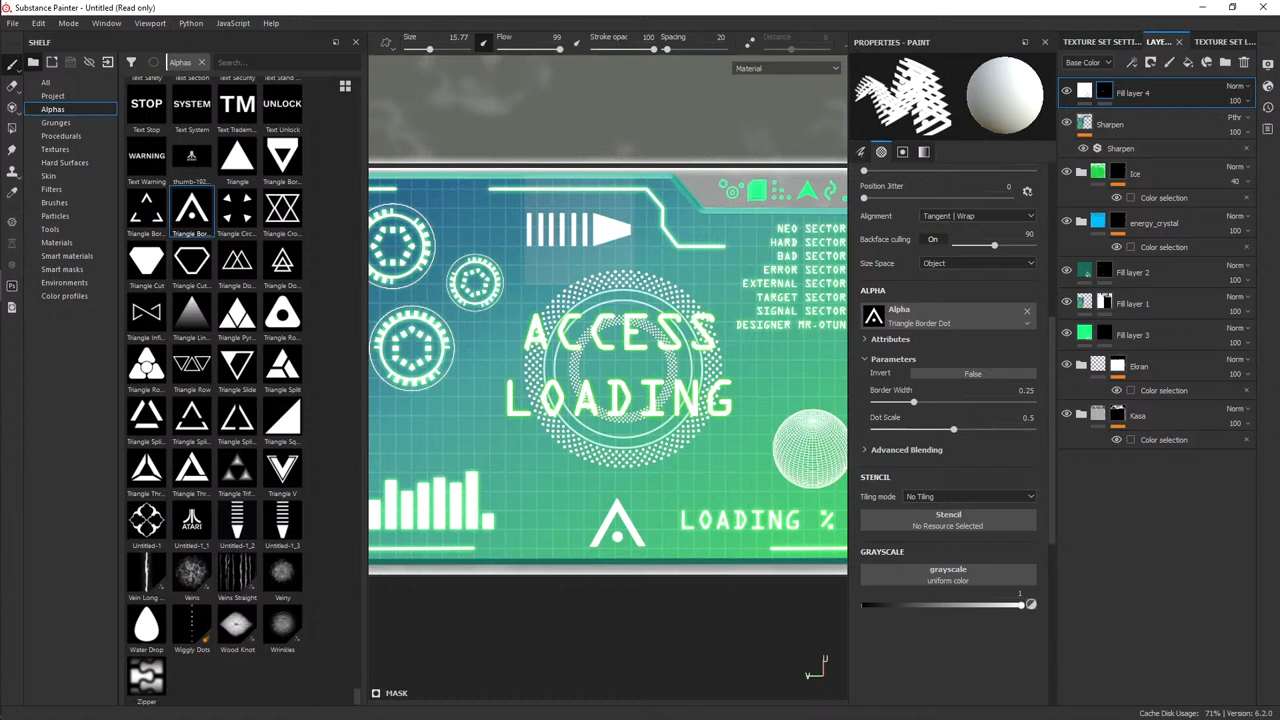 Substance Painter - Untitled (Read only)
File Edit Mode Viewport Python JavaScript Help
SHELF
Alphas
Search...
All
Project
Alphas
Grunges
Procedurals
Textures
Hard Surfaces
Skin
Filters
Brushes
Particles
Tools
Materials
Smart materials
Smart masks
Environments
Color profiles
Text Safety Text Section Text Security Text Stand...
STOP SYSTEM TM UNLOCK
Text Stop Text System Text Tradem... Text Unlock
WARNING
Text Warning thumb-192... Triangle Triangle Bor...
Triangle Bor... Triangle Bor... Triangle Circ... Triangle Cro...
Triangle Cut Triangle Cut Triangle Do... Triangle Do...
Triangle Infi... Triangle Lin... Triangle Pyr... Triangle Ro...
Triangle Ro... Triangle Row Triangle Slide Triangle Split
Triangle Spli... Triangle Spli... Triangle Spli... Triangle Sq...
Triangle Thr... Triangle Thr... Triangle Trif... Triangle V
ATARI
Untitled-1 Untitled-1_1 Untitled-1_2 Untitled-1_3
Vein Long ... Veins Veins Straight Veiny
Water Drop Wiggly Dots Wood Knot Wrinkles
Zipper
Size 15.77 Flow 99 Stroke opa: 100 Spacing 20 Distance 8
Material
NEO SECTOR
HARD SECTOR
BAD SECTOR
ERROR SECTOR
EXTERNAL SECTOR
TARGET SECTOR
SIGNAL SECTOR
DESIGNER MR-OTUN
ACCESS
LOADING
LOADING %
U
V
MASK
PROPERTIES - PAINT
Position Jitter 0
Alignment Tangent | Wrap
Backface culling On 90
Size Space Object
ALPHA
Alpha
Triangle Border Dot
Attributes
Parameters
Invert False
Border Width 0.25
Dot Scale 0.5
Advanced Blending
STENCIL
Tiling mode No Tiling
Stencil
No Resource Selected
GRAYSCALE
grayscale
uniform color
1
TEXTURE SET SETTI... LAYE... TEXTURE SET L...
Base Color
Fill layer 4 Norm 100
Sharpen Pthr 100
Sharpen
Ice Norm 40
Color selection
energy_crystal Norm 100
Color selection
Fill layer 2 Norm 100
Fill layer 1 Norm 100
Fill layer 3 Norm 100
Ekran Norm 100
Color selection
Kasa Norm 100
Color selection
Cache Disk Usage: 71% | Version: 6.2.0